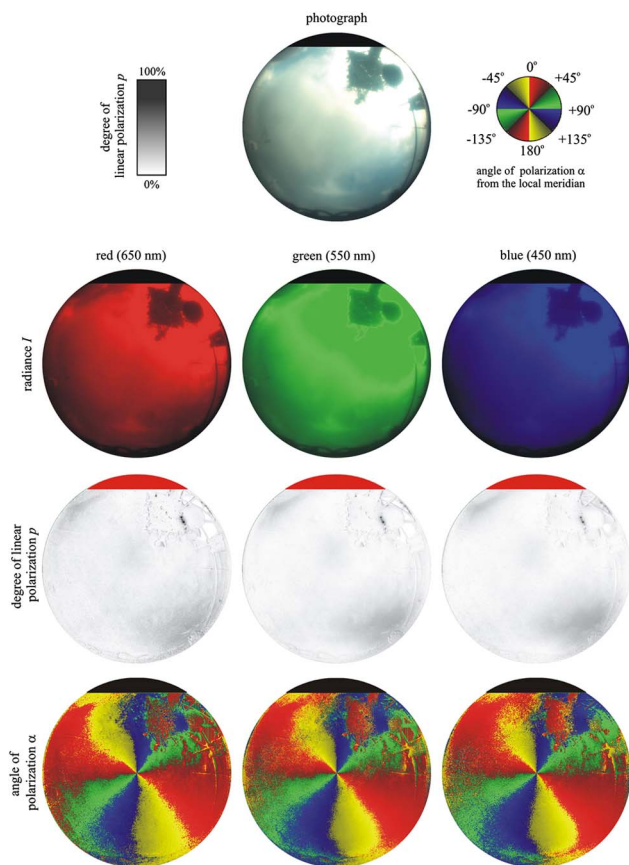 photograph
100%
degree of
linear polarization p
0%
0°
-45°
+45°
-90°
+90°
-135°
+135°
180°
angle of polarization α
from the local meridian
red (650 nm)
green (550 nm)
blue (450 nm)
radiance I
degree of linear
polarization p
angle of
polarization α